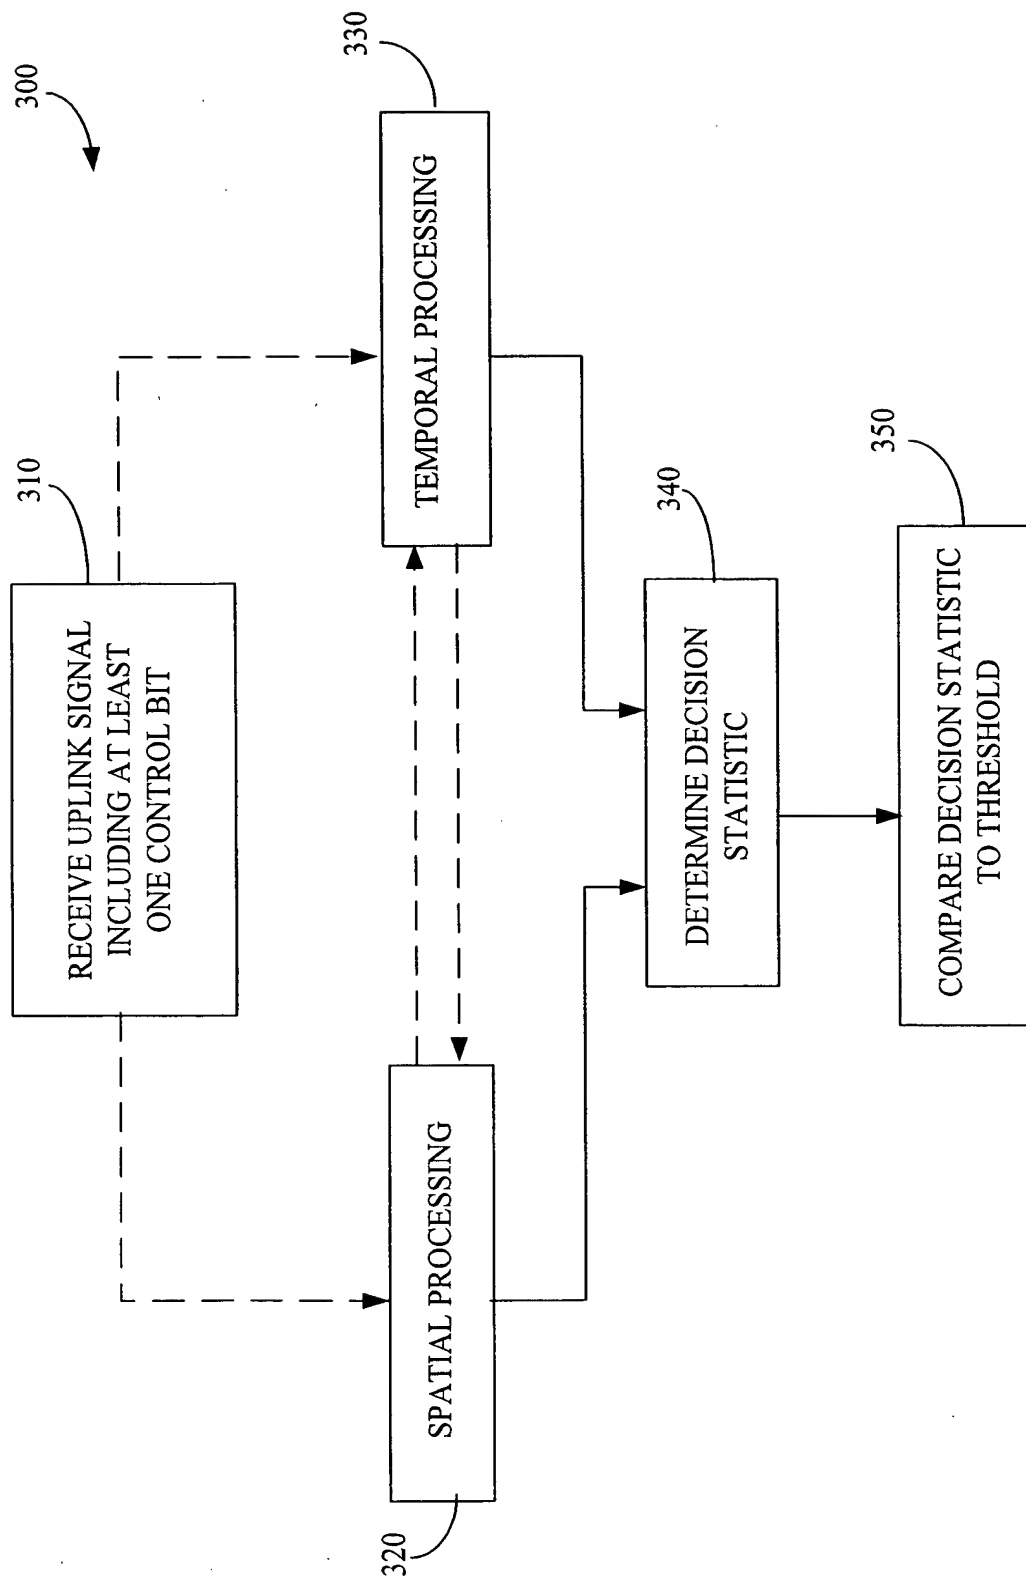 300
310
RECEIVE UPLINK SIGNAL
INCLUDING AT LEAST
ONE CONTROL BIT
320
SPATIAL PROCESSING
330
TEMPORAL PROCESSING
340
DETERMINE DECISION
STATISTIC
350
COMPARE DECISION STATISTIC
TO THRESHOLD